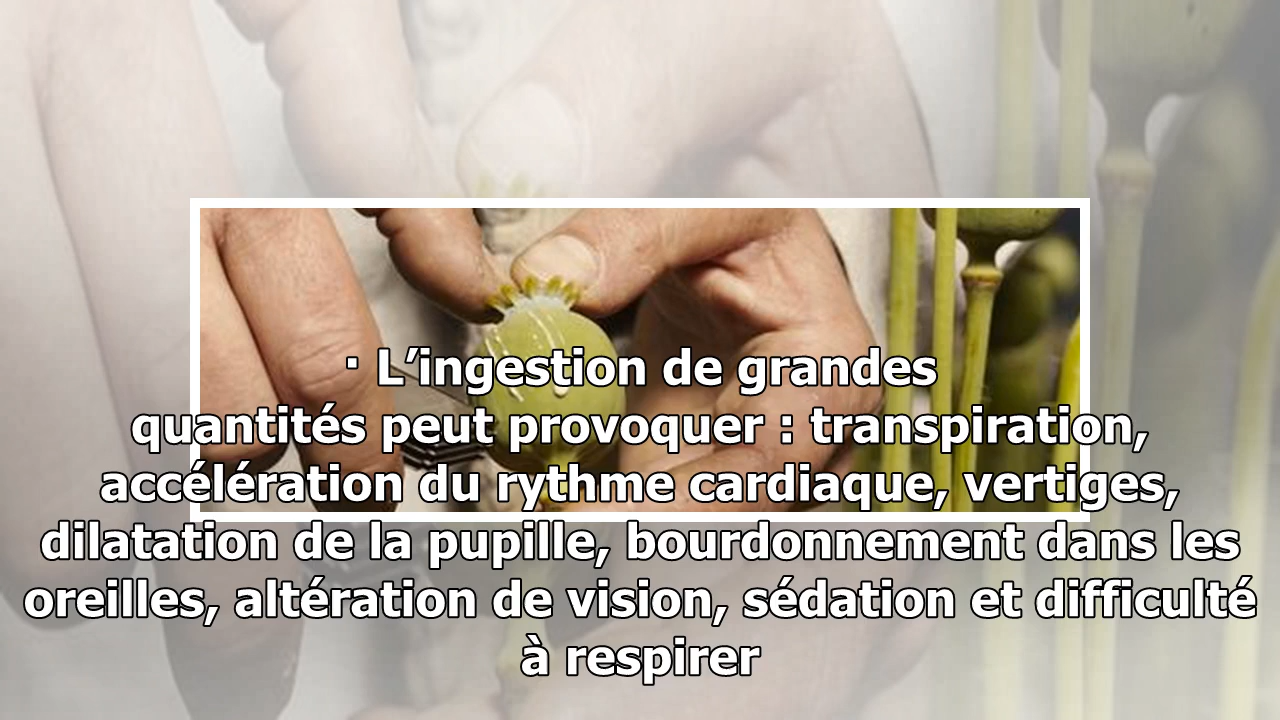 · L’ingestion de grandes
quantités peut provoquer : transpiration,
accélération du rythme cardiaque, vertiges,
dilatation de la pupille, bourdonnement dans les
oreilles, altération de vision, sédation et difficulté
à respirer